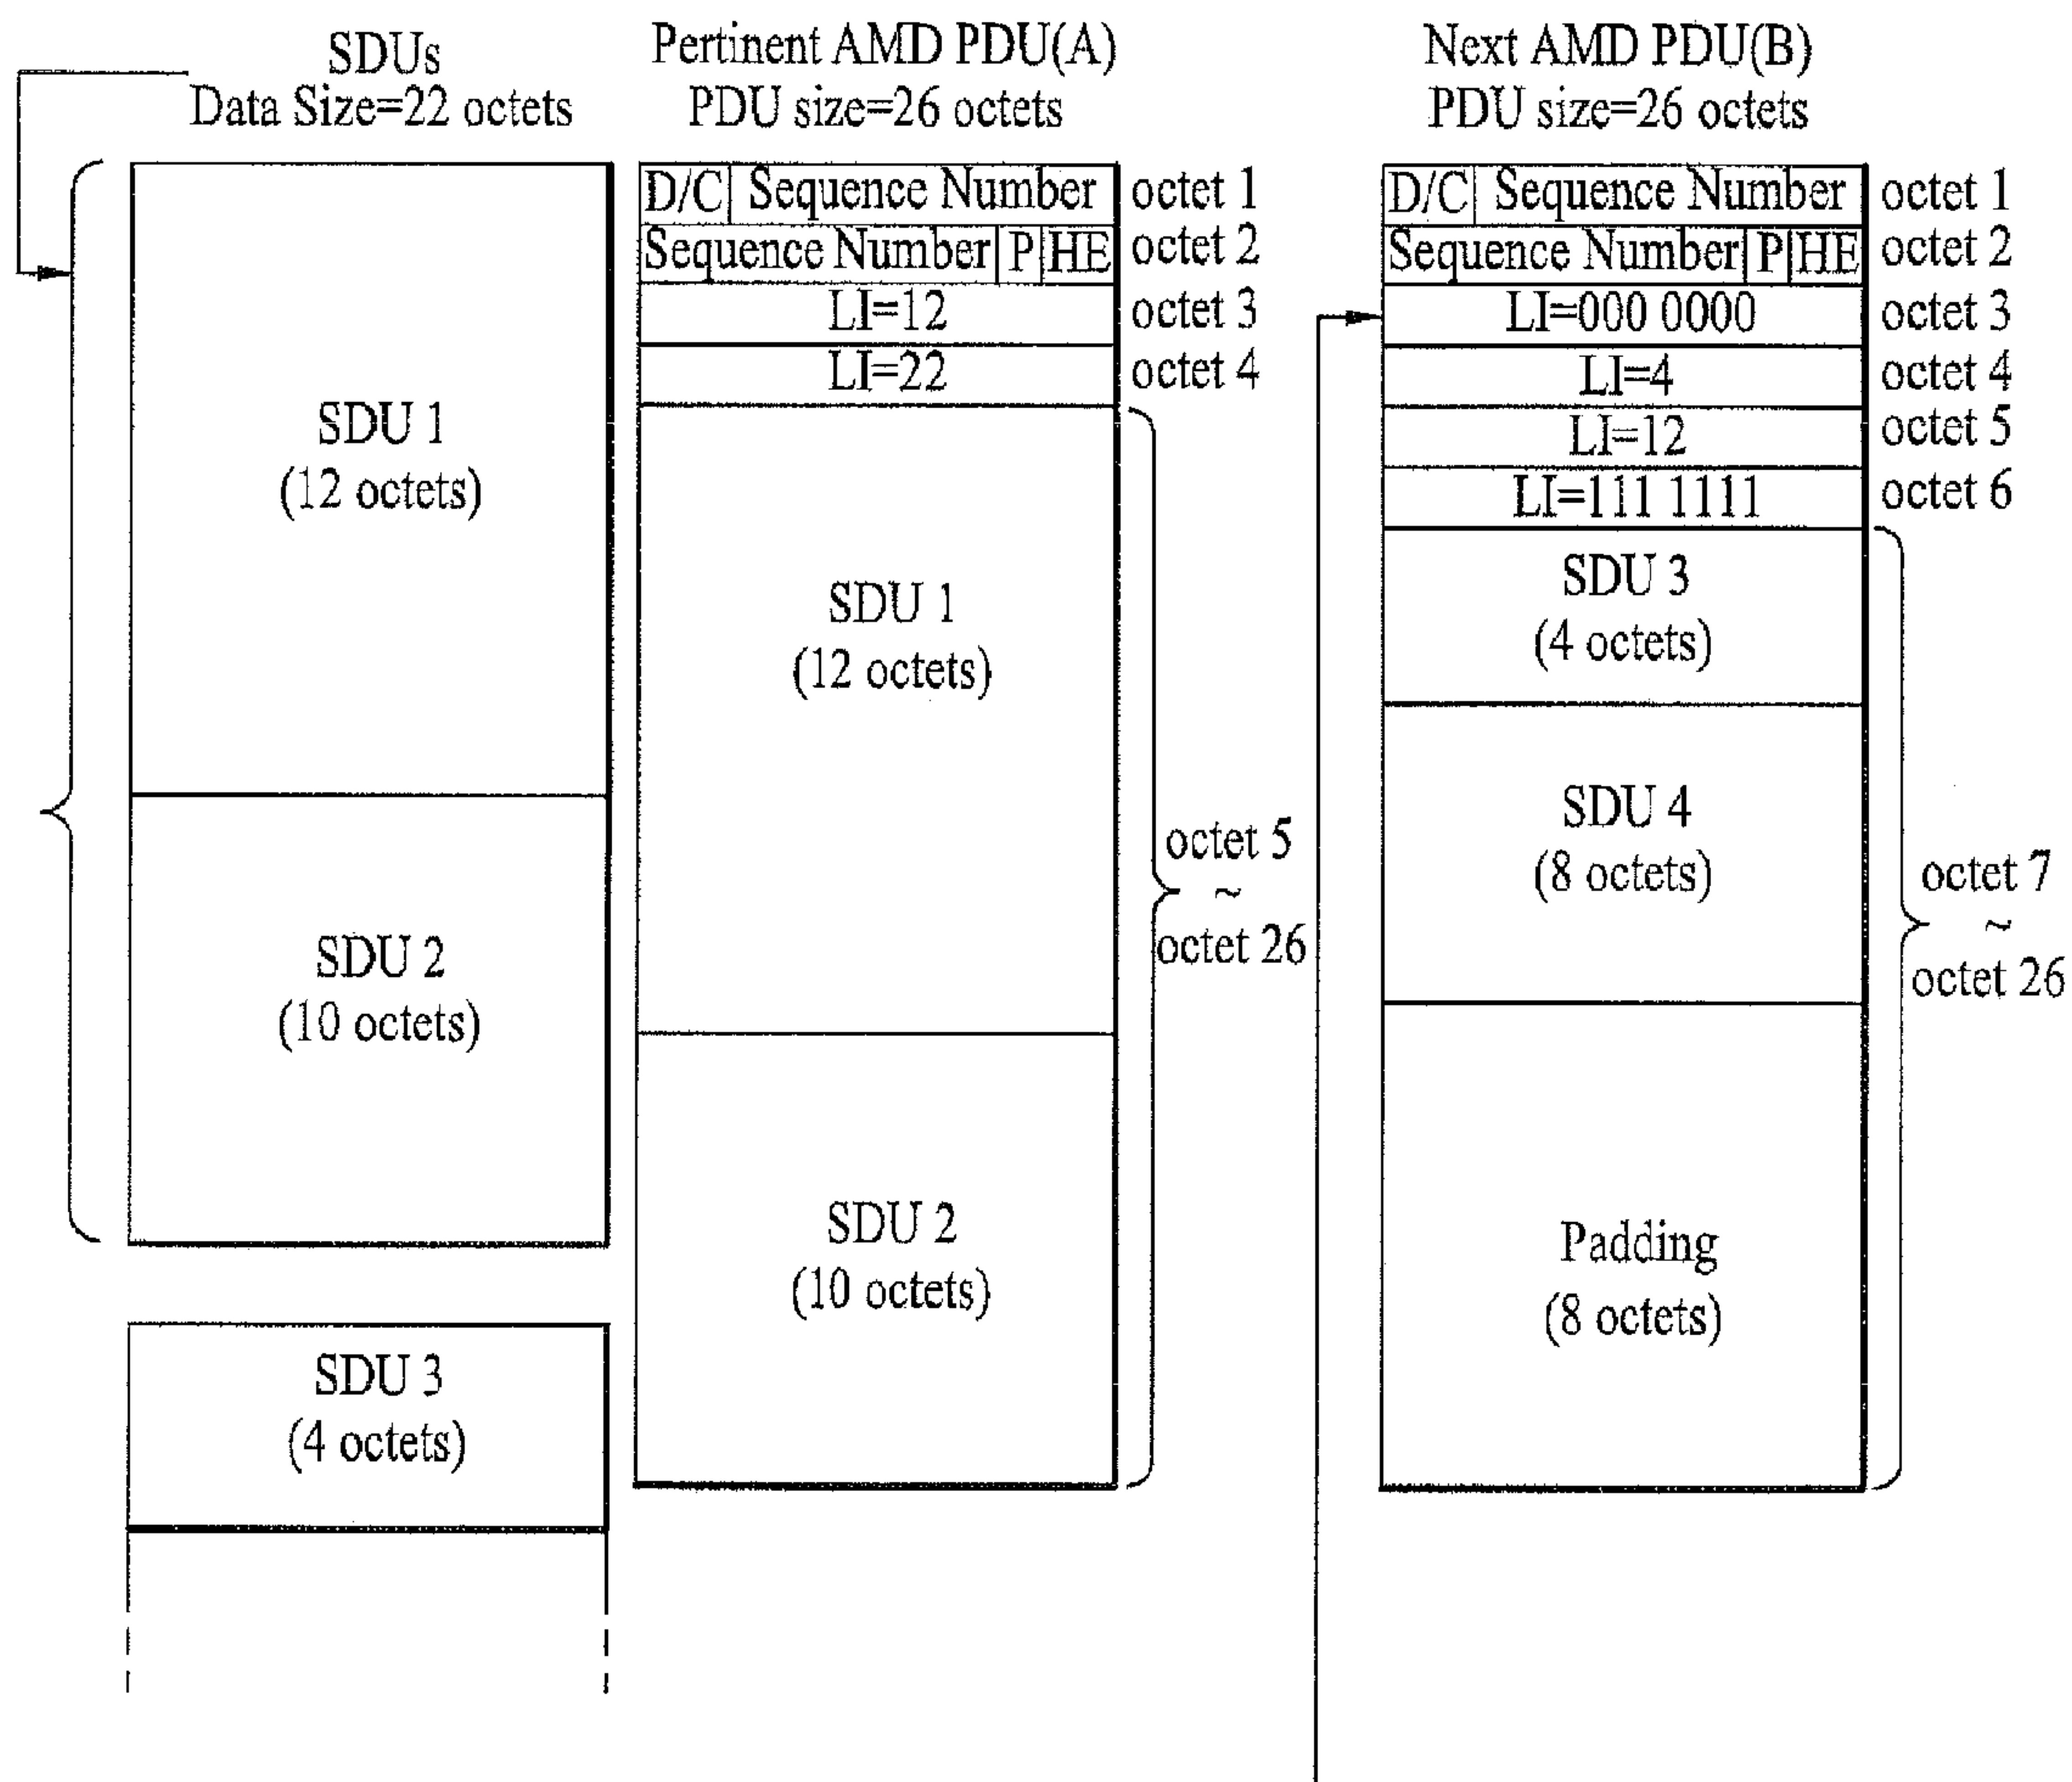 SDUs
Data Size=22 octets
SDU 1
(12 octets)
SDU 2
(10 octets)
SDU 3
(4 octets)
Pertinent AMD PDU(A)
PDU size=26 octets
D/C Sequence Number octet 1
Sequence Number P HE octet 2
LI=12 octet 3
LI=22 octet 4
SDU 1
(12 octets)
SDU 2
(10 octets)
octet 5
~
octet 26
Next AMD PDU(B)
PDU size=26 octets
D/C Sequence Number octet 1
Sequence Number P HE octet 2
LI=000 0000 octet 3
LI=4 octet 4
LI=12 octet 5
LI=111 1111 octet 6
SDU 3
(4 octets)
SDU 4
(8 octets)
Padding
(8 octets)
octet 7
~
octet 26